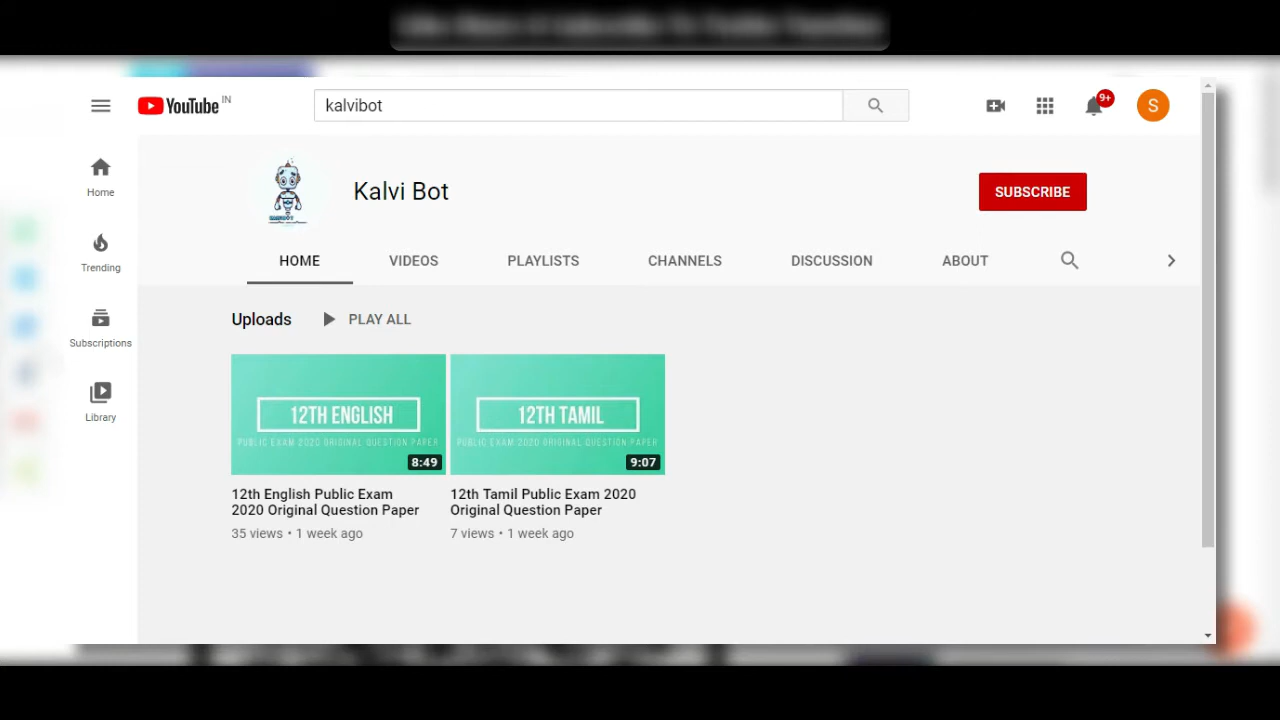 YouTube IN
kalvibot
9+
S
Home
Trending
Subscriptions
Library
Kalvi Bot
SUBSCRIBE
HOME VIDEOS PLAYLISTS CHANNELS DISCUSSION ABOUT
Uploads PLAY ALL
12TH ENGLISH
PUBLIC EXAM 2020 ORIGINAL QUESTION PAPER
8:49
12th English Public Exam
2020 Original Question Paper
35 views • 1 week ago
12TH TAMIL
PUBLIC EXAM 2020 ORIGINAL QUESTION PAPER
9:07
12th Tamil Public Exam 2020
Original Question Paper
7 views • 1 week ago